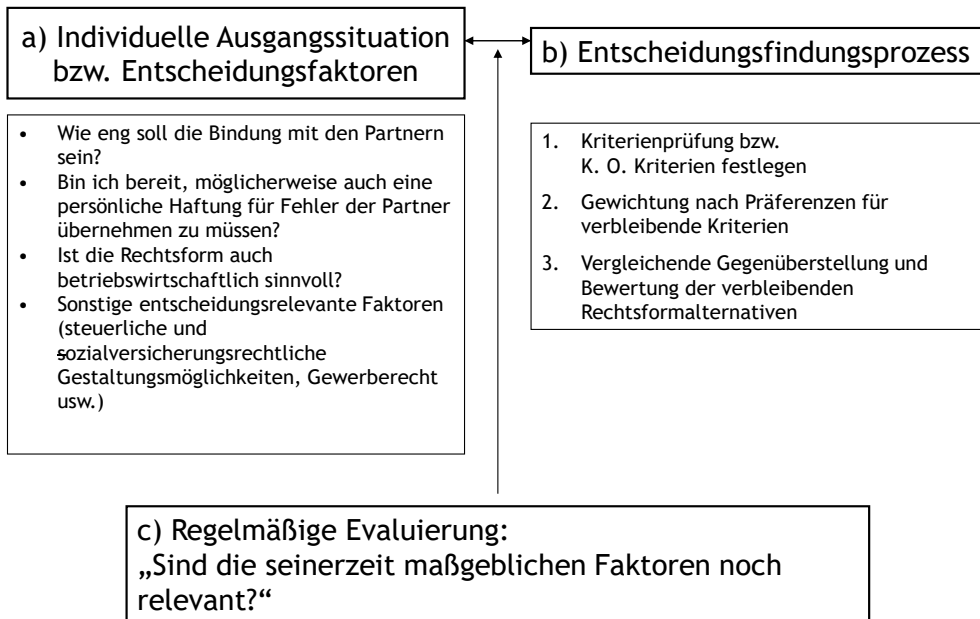 a) Individuelle Ausgangssituation
bzw. Entscheidungsfaktoren
• Wie eng soll die Bindung mit den Partnern
sein?
• Bin ich bereit, möglicherweise auch eine
persönliche Haftung für Fehler der Partner
übernehmen zu müssen?
• Ist die Rechtsform auch
betriebswirtschaftlich sinnvoll?
• Sonstige entscheidungsrelevante Faktoren
(steuerliche und
sozialversicherungsrechtliche
Gestaltungsmöglichkeiten, Gewerberecht
usw.)
b) Entscheidungsfindungsprozess
1. Kriterienprüfung bzw.
K. O. Kriterien festlegen
2. Gewichtung nach Präferenzen für
verbleibende Kriterien
3. Vergleichende Gegenüberstellung und
Bewertung der verbleibenden
Rechtsformalternativen
c) Regelmäßige Evaluierung:
„Sind die seinerzeit maßgeblichen Faktoren noch
relevant?“